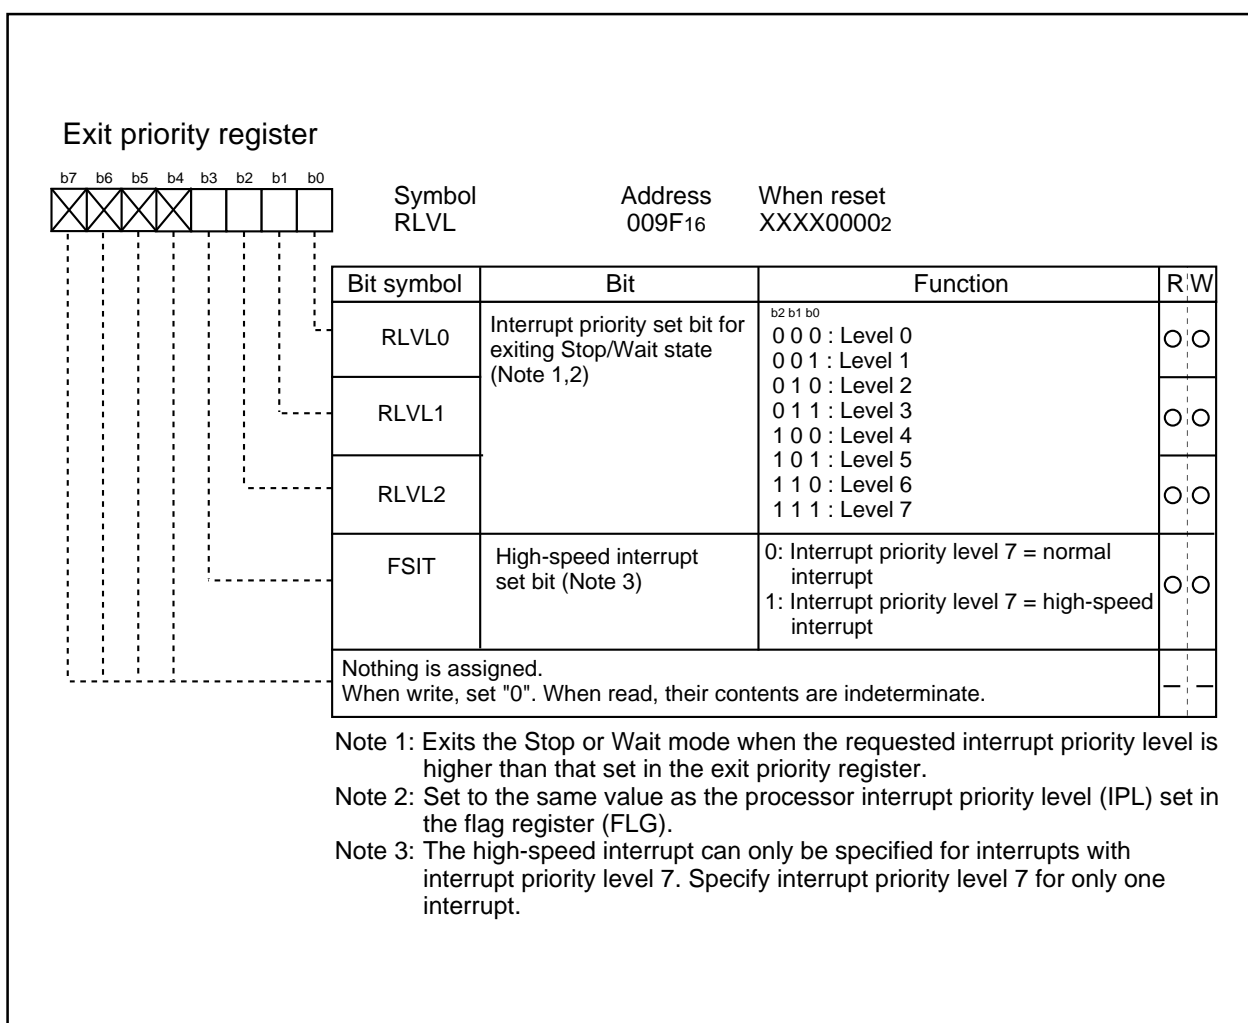 Exit priority register
b7 b6 b5 b4 b3 b2 b1 b0
Symbol Address When reset
RLVL 009F16 XXXX00002
Bit symbol Bit Function R W
RLVL0
Interrupt priority set bit for
exiting Stop/Wait state
(Note 1,2)
b2 b1 b0
0 0 0 : Level 0
0 0 1 : Level 1
0 1 0 : Level 2
0 1 1 : Level 3
1 0 0 : Level 4
1 0 1 : Level 5
1 1 0 : Level 6
1 1 1 : Level 7
RLVL1
RLVL2
FSIT
High-speed interrupt
set bit (Note 3)
0: Interrupt priority level 7 = normal
interrupt
1: Interrupt priority level 7 = high-speed
interrupt
Nothing is assigned.
When write, set "0". When read, their contents are indeterminate.
Note 1: Exits the Stop or Wait mode when the requested interrupt priority level is
higher than that set in the exit priority register.
Note 2: Set to the same value as the processor interrupt priority level (IPL) set in
the flag register (FLG).
Note 3: The high-speed interrupt can only be specified for interrupts with
interrupt priority level 7. Specify interrupt priority level 7 for only one
interrupt.